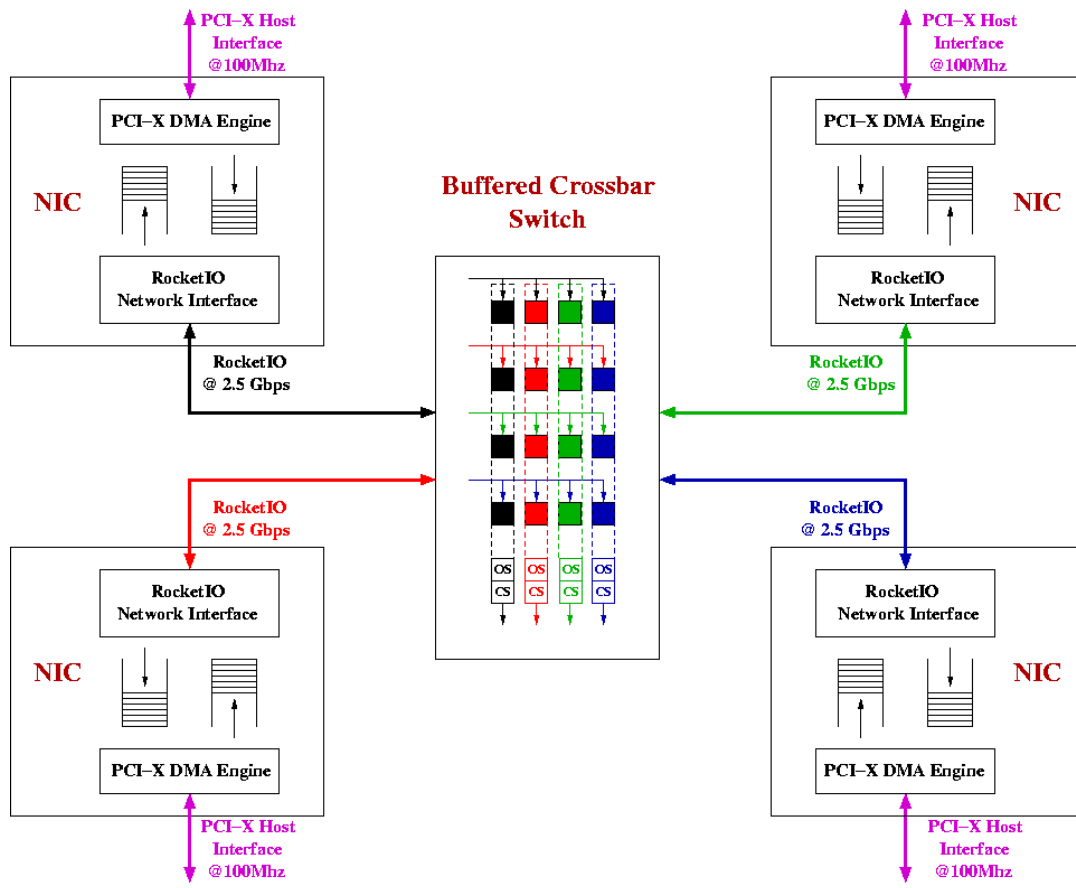 PCI–X Host
Interface
@100Mhz
PCI–X DMA Engine
NIC
RocketIO
Network Interface
RocketIO
@ 2.5 Gbps
PCI–X Host
Interface
@100Mhz
PCI–X DMA Engine
NIC
RocketIO
Network Interface
RocketIO
@ 2.5 Gbps
Buffered Crossbar
Switch
OS OS OS OS
CS CS CS CS
RocketIO
@ 2.5 Gbps
RocketIO
Network Interface
NIC
PCI–X DMA Engine
PCI–X Host
Interface
@100Mhz
RocketIO
@ 2.5 Gbps
RocketIO
Network Interface
NIC
PCI–X DMA Engine
PCI–X Host
Interface
@100Mhz